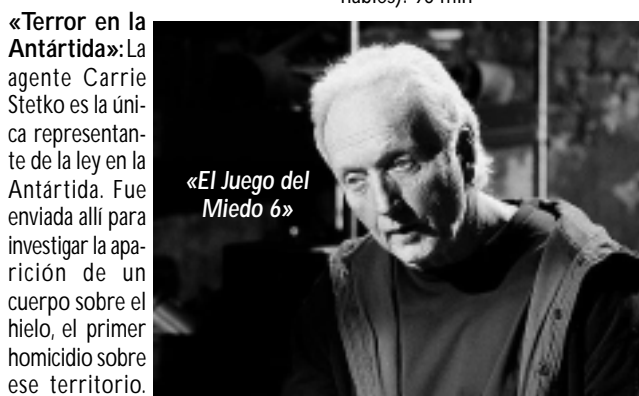 «Terror en la
Antártida»: La
agente Carrie
Stetko es la úni-
ca representan-
te de la ley en la
Antártida. Fue
enviada allí para
investigar la apa-
rición de un
cuerpo sobre el
hielo, el primer
homicidio sobre
ese territorio.
«El Juego del
Miedo 6»